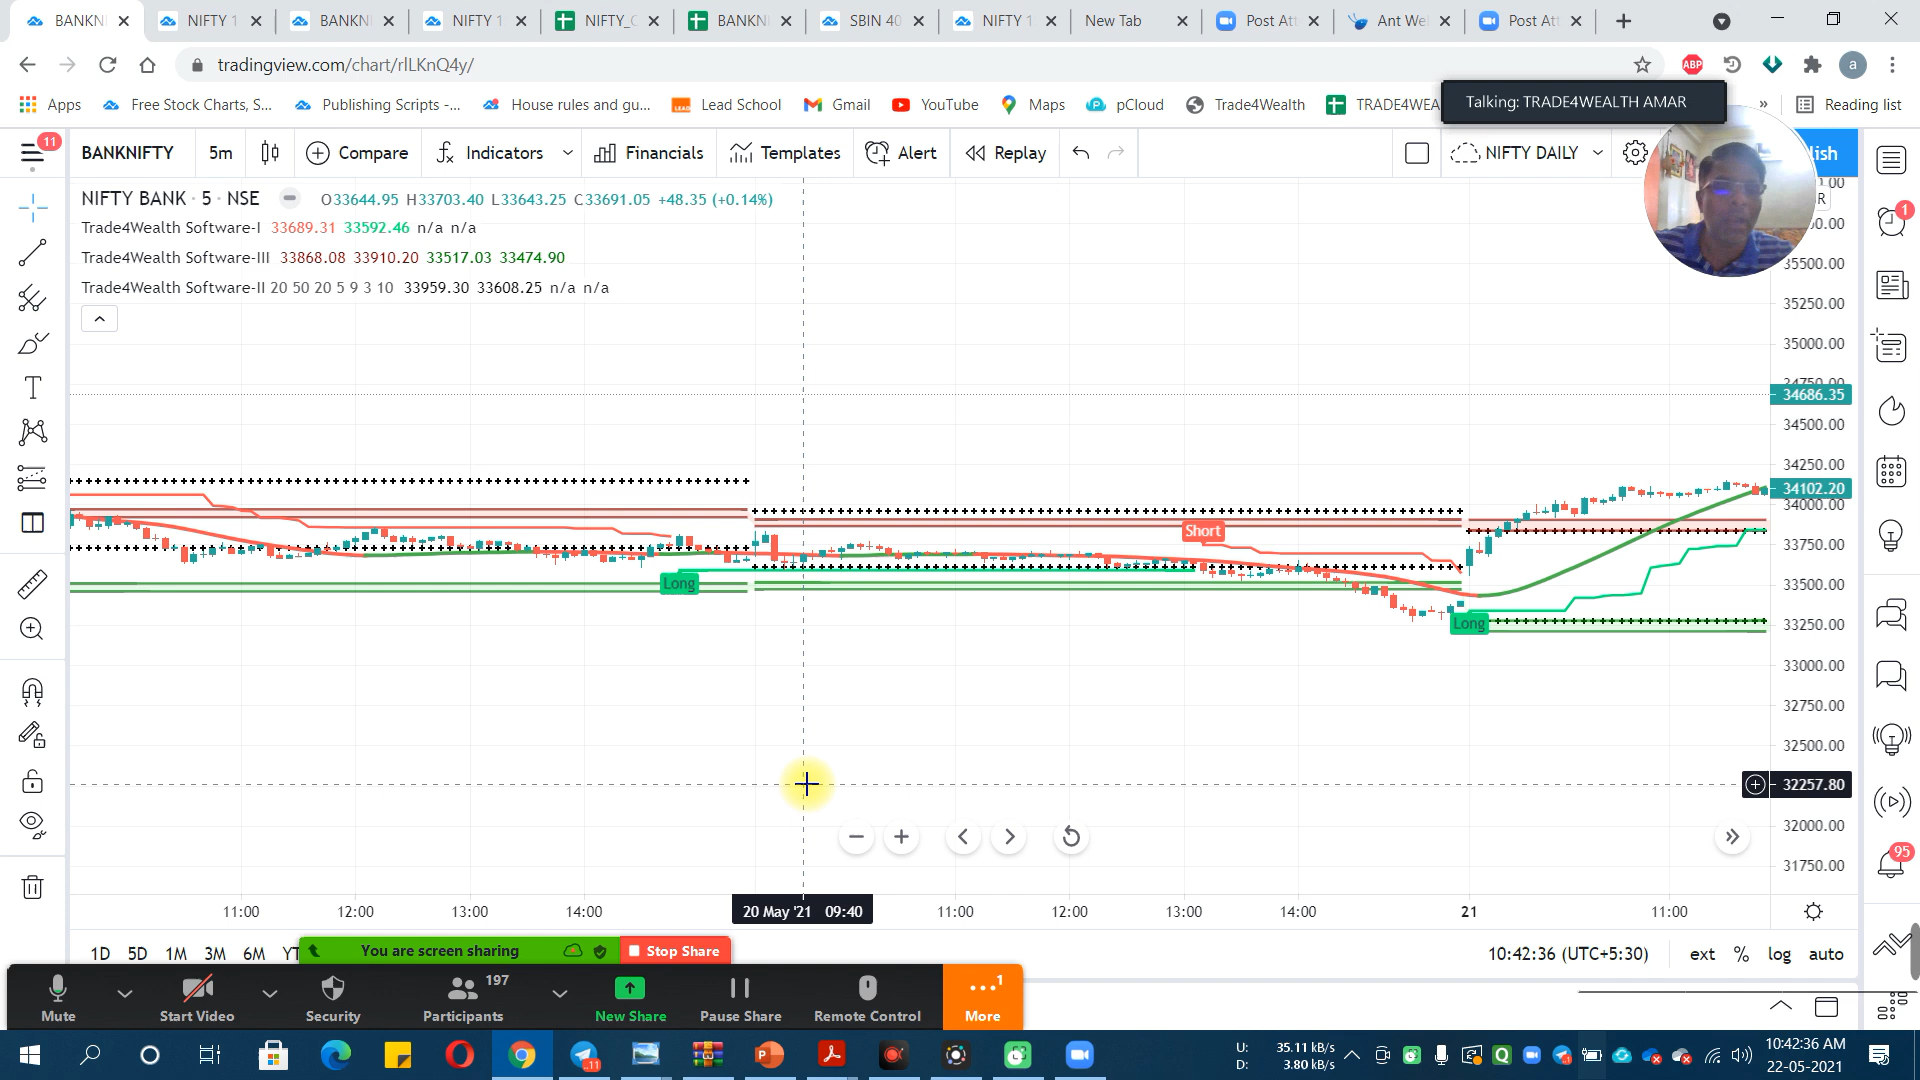 BANKNI
NIFTY 1
BANKNI
NIFTY 1
NIFTY_C
BANKNI
SBIN 40
NIFTY 1
New Tab
Post Att
Ant Wel
Post Att
tradingview.com/chart/rlLKnQ4y/
ABP
a
Apps
Free Stock Charts, S...
Publishing Scripts -...
House rules and gu...
LEAD
Lead School
Gmail
YouTube
Maps
pCloud
Trade4Wealth
TRADE4WEA
Talking: TRADE4WEALTH AMAR
»
Reading list
11
BANKNIFTY
5m
Compare
Indicators
Financials
Templates
Alert
Replay
NIFTY DAILY
lish
NIFTY BANK · 5 · NSE
O33644.95 H33703.40 L33643.25 C33691.05 +48.35 (+0.14%)
Trade4Wealth Software-I 33689.31 33592.46 n/a n/a
Trade4Wealth Software-III 33868.08 33910.20 33517.03 33474.90
Trade4Wealth Software-II 20 50 20 5 9 3 10 33959.30 33608.25 n/a n/a
1
35500.00
35250.00
35000.00
34750.00
34686.35
34500.00
34250.00
34102.20
34000.00
33750.00
33500.00
33250.00
33000.00
32750.00
32500.00
32257.80
32000.00
31750.00
Short
Long
Long
95
11:00
12:00
13:00
14:00
20 May '21 09:40
11:00
12:00
13:00
14:00
21
11:00
1D
5D
1M
3M
6M
YT
You are screen sharing
Stop Share
10:42:36 (UTC+5:30)
ext
%
log
auto
Mute
Start Video
Security
Participants
197
New Share
Pause Share
Remote Control
More
1
U: 35.11 kB/s
D: 3.80 kB/s
10:42:36 AM
22-05-2021